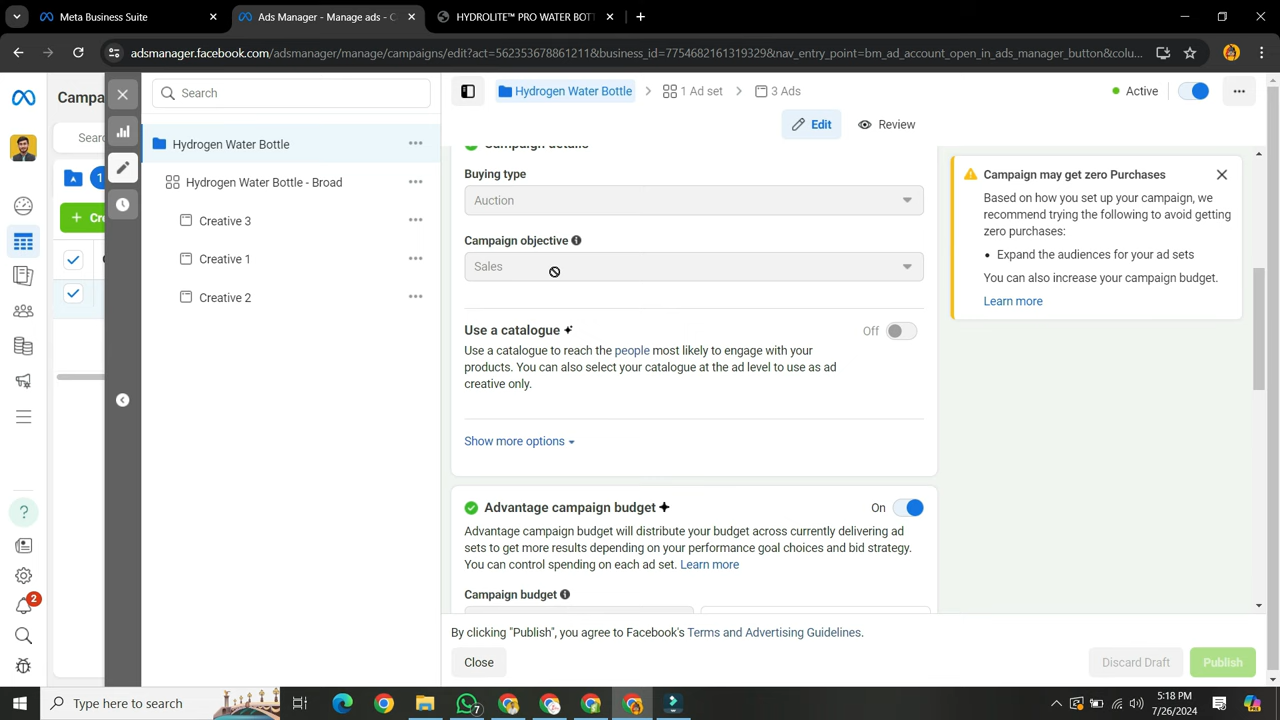 Meta Business Suite
Ads Manager - Manage ads - C
HYDROLITE™ PRO WATER BOT
adsmanager.facebook.com/adsmanager/manage/campaigns/edit?act=562353678861211&business_id=775468216131932&nav_entry_point=bm_ad_account_open_in_ads_manager_button&colu...
Campa
Search
Hydrogen Water Bottle
1 Ad set
3 Ads
Active
Edit
Review
Sear
1
Cre
Hydrogen Water Bottle
Hydrogen Water Bottle - Broad
Creative 3
Creative 1
Creative 2
Campaign details
Buying type
Auction
Campaign objective
Sales
Use a catalogue
Off
Use a catalogue to reach the people most likely to engage with your
products. You can also select your catalogue at the ad level to use as ad
creative only.
Show more options
Advantage campaign budget
On
Advantage campaign budget will distribute your budget across currently delivering ad
sets to get more results depending on your performance goal choices and bid strategy.
You can control spending on each ad set. Learn more
Campaign budget
Campaign may get zero Purchases
Based on how you set up your campaign, we
recommend trying the following to avoid getting
zero purchases:
• Expand the audiences for your ad sets
You can also increase your campaign budget.
Learn more
By clicking "Publish", you agree to Facebook's Terms and Advertising Guidelines.
Close
Discard Draft
Publish
2
Type here to search
7
5:18 PM
7/26/2024